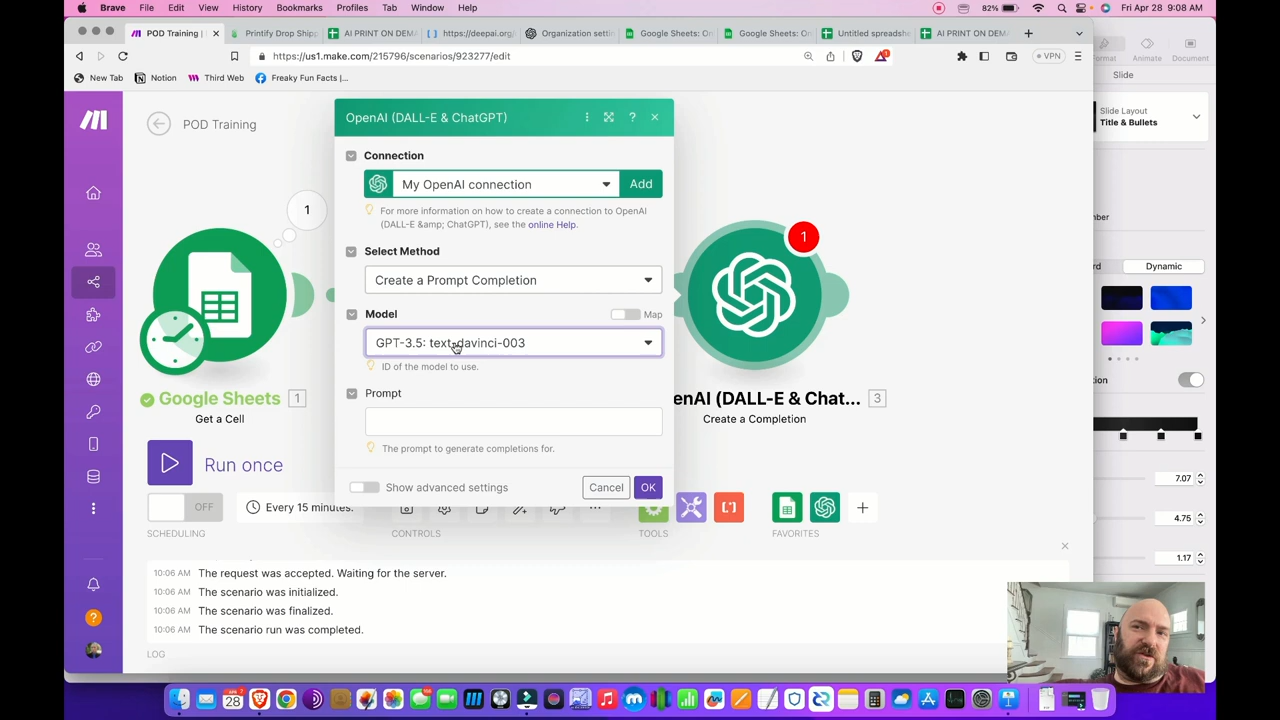 Brave File Edit View History Bookmarks Profiles Tab Window Help
82% Fri Apr 28 9:08 AM
POD Training | Printify Drop Shipp AI PRINT ON DEMA https://deepai.org/ Organization settin Google Sheets: On Google Sheets: On Untitled spreadshe AI PRINT ON DEMA
https://us1.make.com/215796/scenarios/923277/edit
VPN
New Tab Notion Third Web Freaky Fun Facts |...
Format Animate Document
Slide
Slide Layout
Title & Bullets
POD Training
OpenAI (DALL-E & ChatGPT)
Connection
My OpenAI connection
Add
For more information on how to create a connection to OpenAI
(DALL-E &amp; ChatGPT), see the online Help.
Select Method
Create a Prompt Completion
Model
Map
GPT-3.5: text-davinci-003
ID of the model to use.
Prompt
The prompt to generate completions for.
Show advanced settings
Cancel
OK
1
1
Google Sheets 1
Get a Cell
enAI (DALL-E & Chat... 3
Create a Completion
Run once
OFF
Every 15 minutes.
SCHEDULING CONTROLS TOOLS FAVORITES
10:06 AM The request was accepted. Waiting for the server.
10:06 AM The scenario was initialized.
10:06 AM The scenario was finalized.
10:06 AM The scenario run was completed.
LOG
mber
rd Dynamic
7.07
4.75
1.17